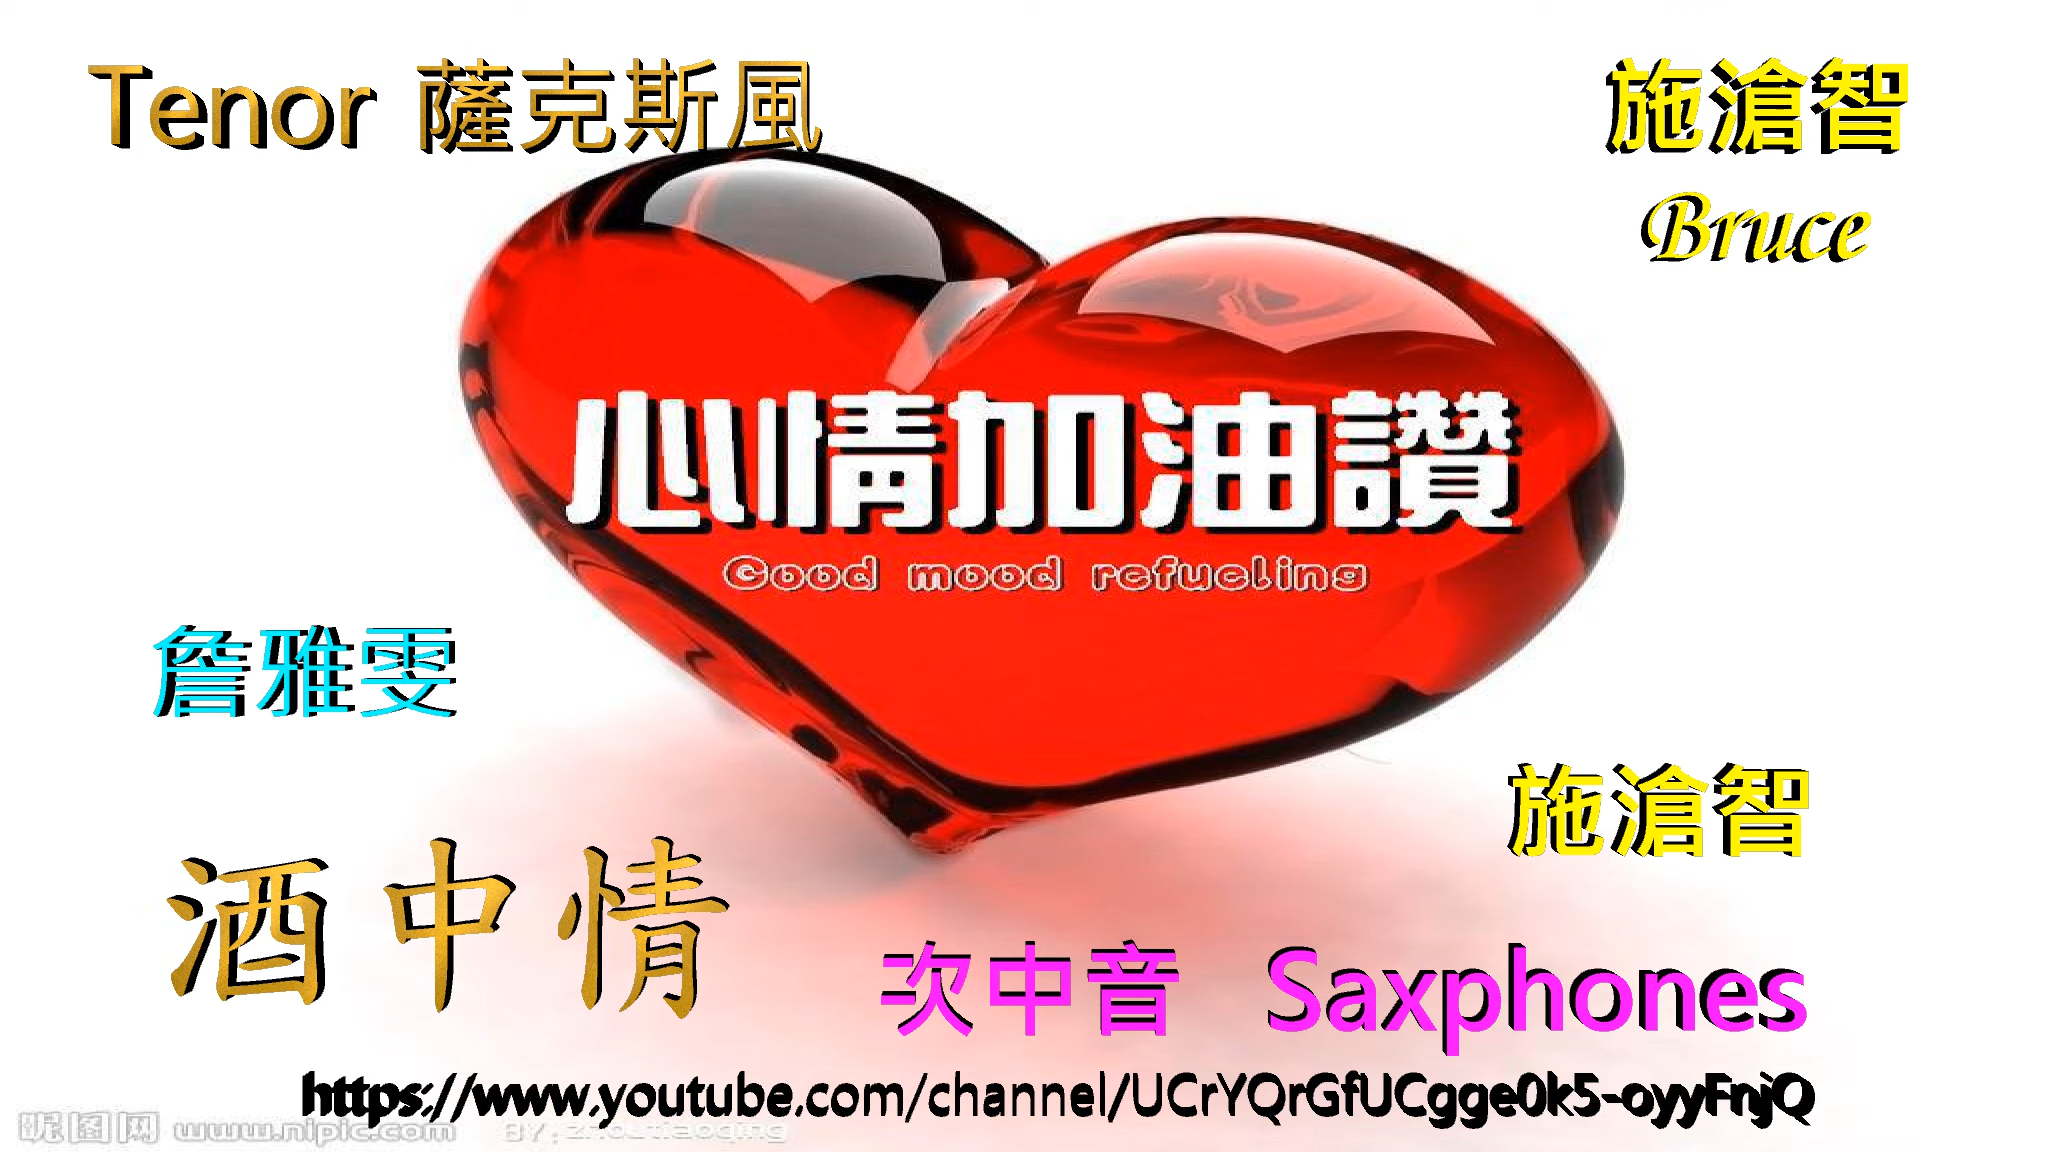 Tenor 薩克斯風
施滄智
Bruce
心情加油讚
Good mood refueling
詹雅雯
施滄智
酒中情
次中音 Saxphones
https://www.youtube.com/channel/UCrYQrGfUCgge0k5-oyyFnjQ
昵图网 www.nipic.com BY: zhoutiaoqing